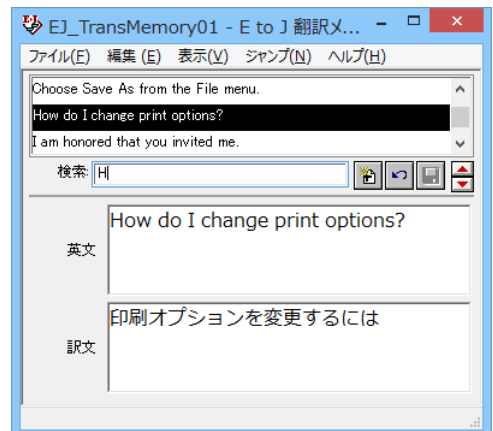 EJ_TransMemory01 - E to J 翻訳メ...
ファイル(F) 編集(E) 表示(V) ジャンプ(N) ヘルプ(H)
Choose Save As from the File menu.
How do I change print options?
I am honored that you invited me.
検索: H
How do I change print options?
英文
印刷オプションを変更するには
訳文